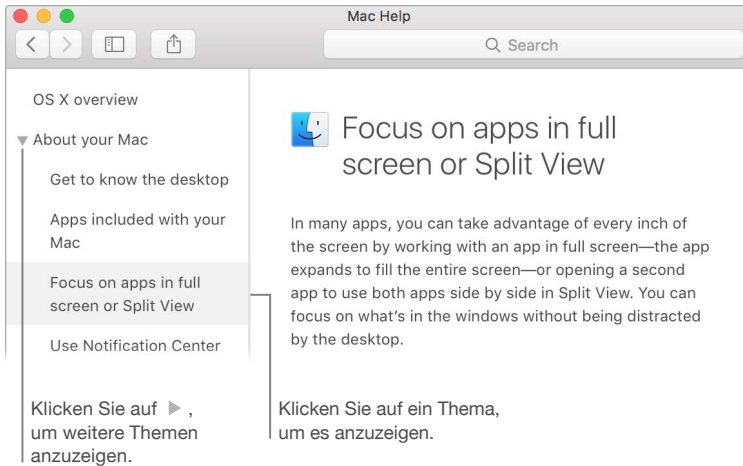 Mac Help
Search
OS X overview
About your Mac
Get to know the desktop
Apps included with your
Mac
Focus on apps in full
screen or Split View
Use Notification Center
Focus on apps in full
screen or Split View
In many apps, you can take advantage of every inch of
the screen by working with an app in full screen—the app
expands to fill the entire screen—or opening a second
app to use both apps side by side in Split View. You can
focus on what's in the windows without being distracted
by the desktop.
Klicken Sie auf ▶ ,
um weitere Themen
anzuzeigen.
Klicken Sie auf ein Thema,
um es anzuzeigen.